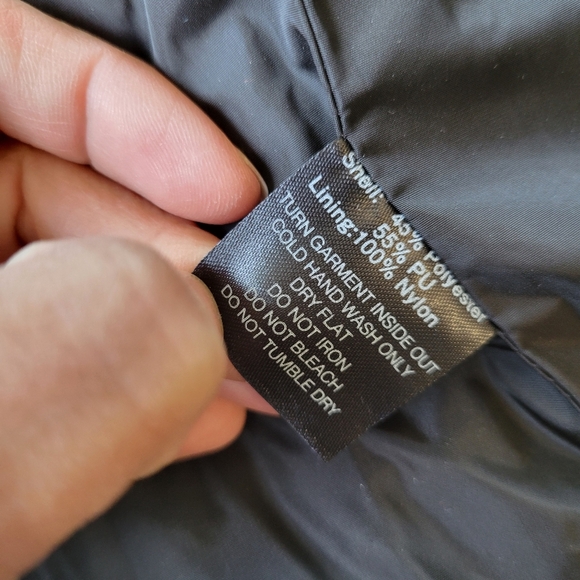 Shell: 45% Polyester
55% PU
Lining:100% Nylon
TURN GARMENT INSIDE OUT
COLD HAND WASH ONLY
DRY FLAT
DO NOT IRON
DO NOT BLEACH
DO NOT TUMBLE DRY